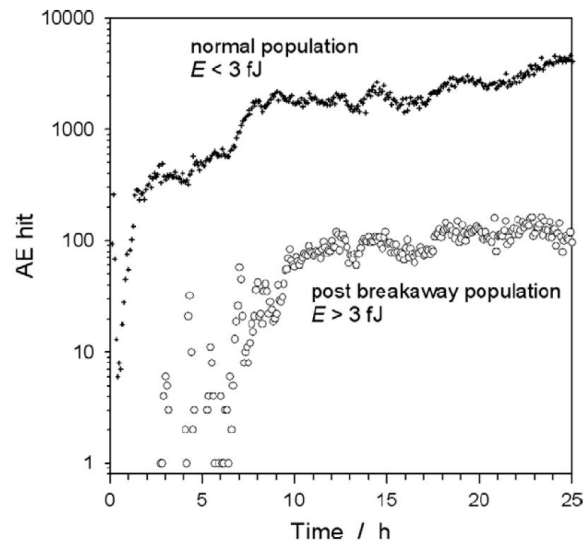 10000
normal population
E < 3 fJ
1000
AE hit
100
post breakaway population
E > 3 fJ
10
1
0 5 10 15 20 25
Time / h